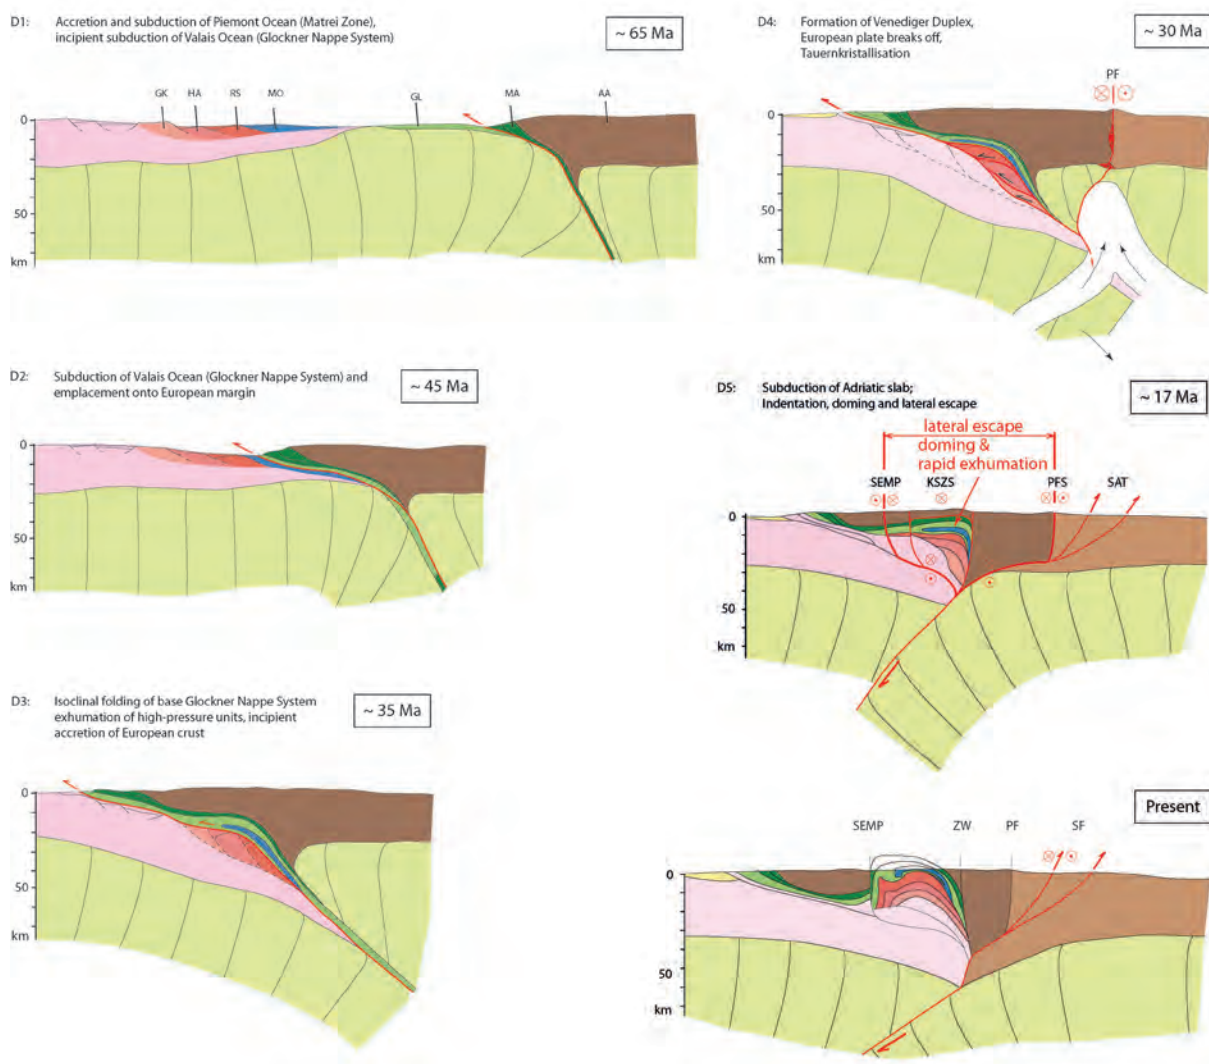 D1: Accretion and subduction of Piemont Ocean (Matrei Zone),
incipient subduction of Valais Ocean (Glockner Nappe System)
~ 65 Ma
GK HA RS MO GL MA AA
0
50
km
D2: Subduction of Valais Ocean (Glockner Nappe System) and
emplacement onto European margin
~ 45 Ma
0
50
km
D3: Isoclinal folding of base Glockner Nappe System
exhumation of high-pressure units, incipient
accretion of European crust
~ 35 Ma
0
50
km
D4: Formation of Venediger Duplex,
European plate breaks off,
Tauernkristallisation
~ 30 Ma
PF
0
50
km
D5: Subduction of Adriatic slab;
Indentation, doming and lateral escape
~ 17 Ma
lateral escape
doming &
rapid exhumation
SEMP KSZS PFS SAT
0
50
km
Present
SEMP ZW PF SF
0
50
km